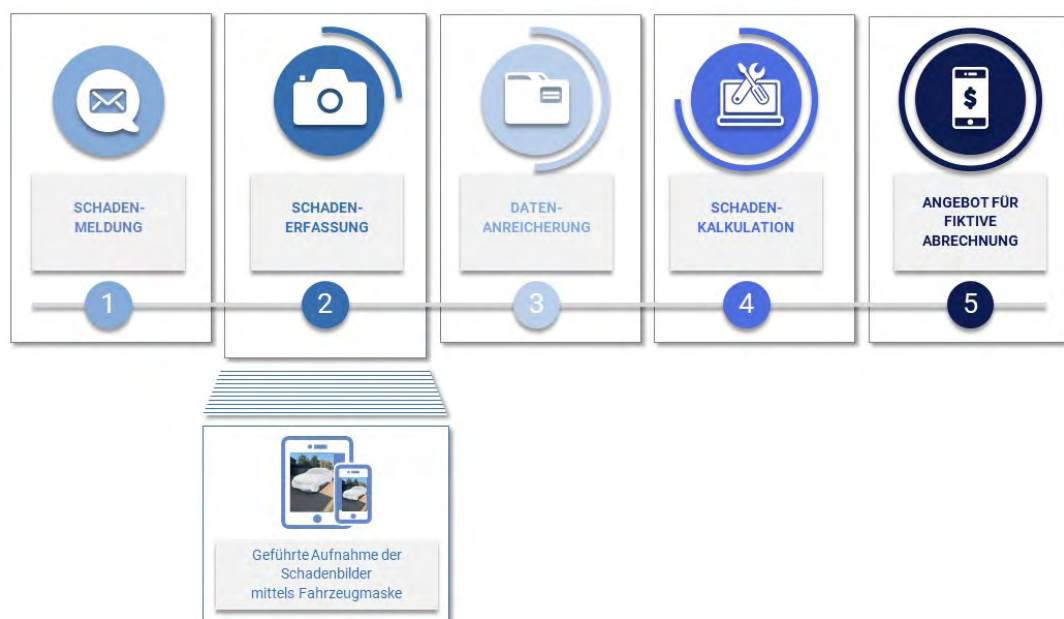 SCHADEN-
MELDUNG
SCHADEN-
ERFASSUNG
DATEN-
ANREICHERUNG
SCHADEN-
KALKULATION
$
ANGEBOT FÜR
FIKTIVE
ABRECHNUNG
1
2
3
4
5
Geführte Aufnahme der
Schadenbilder
mittels Fahrzeugmaske